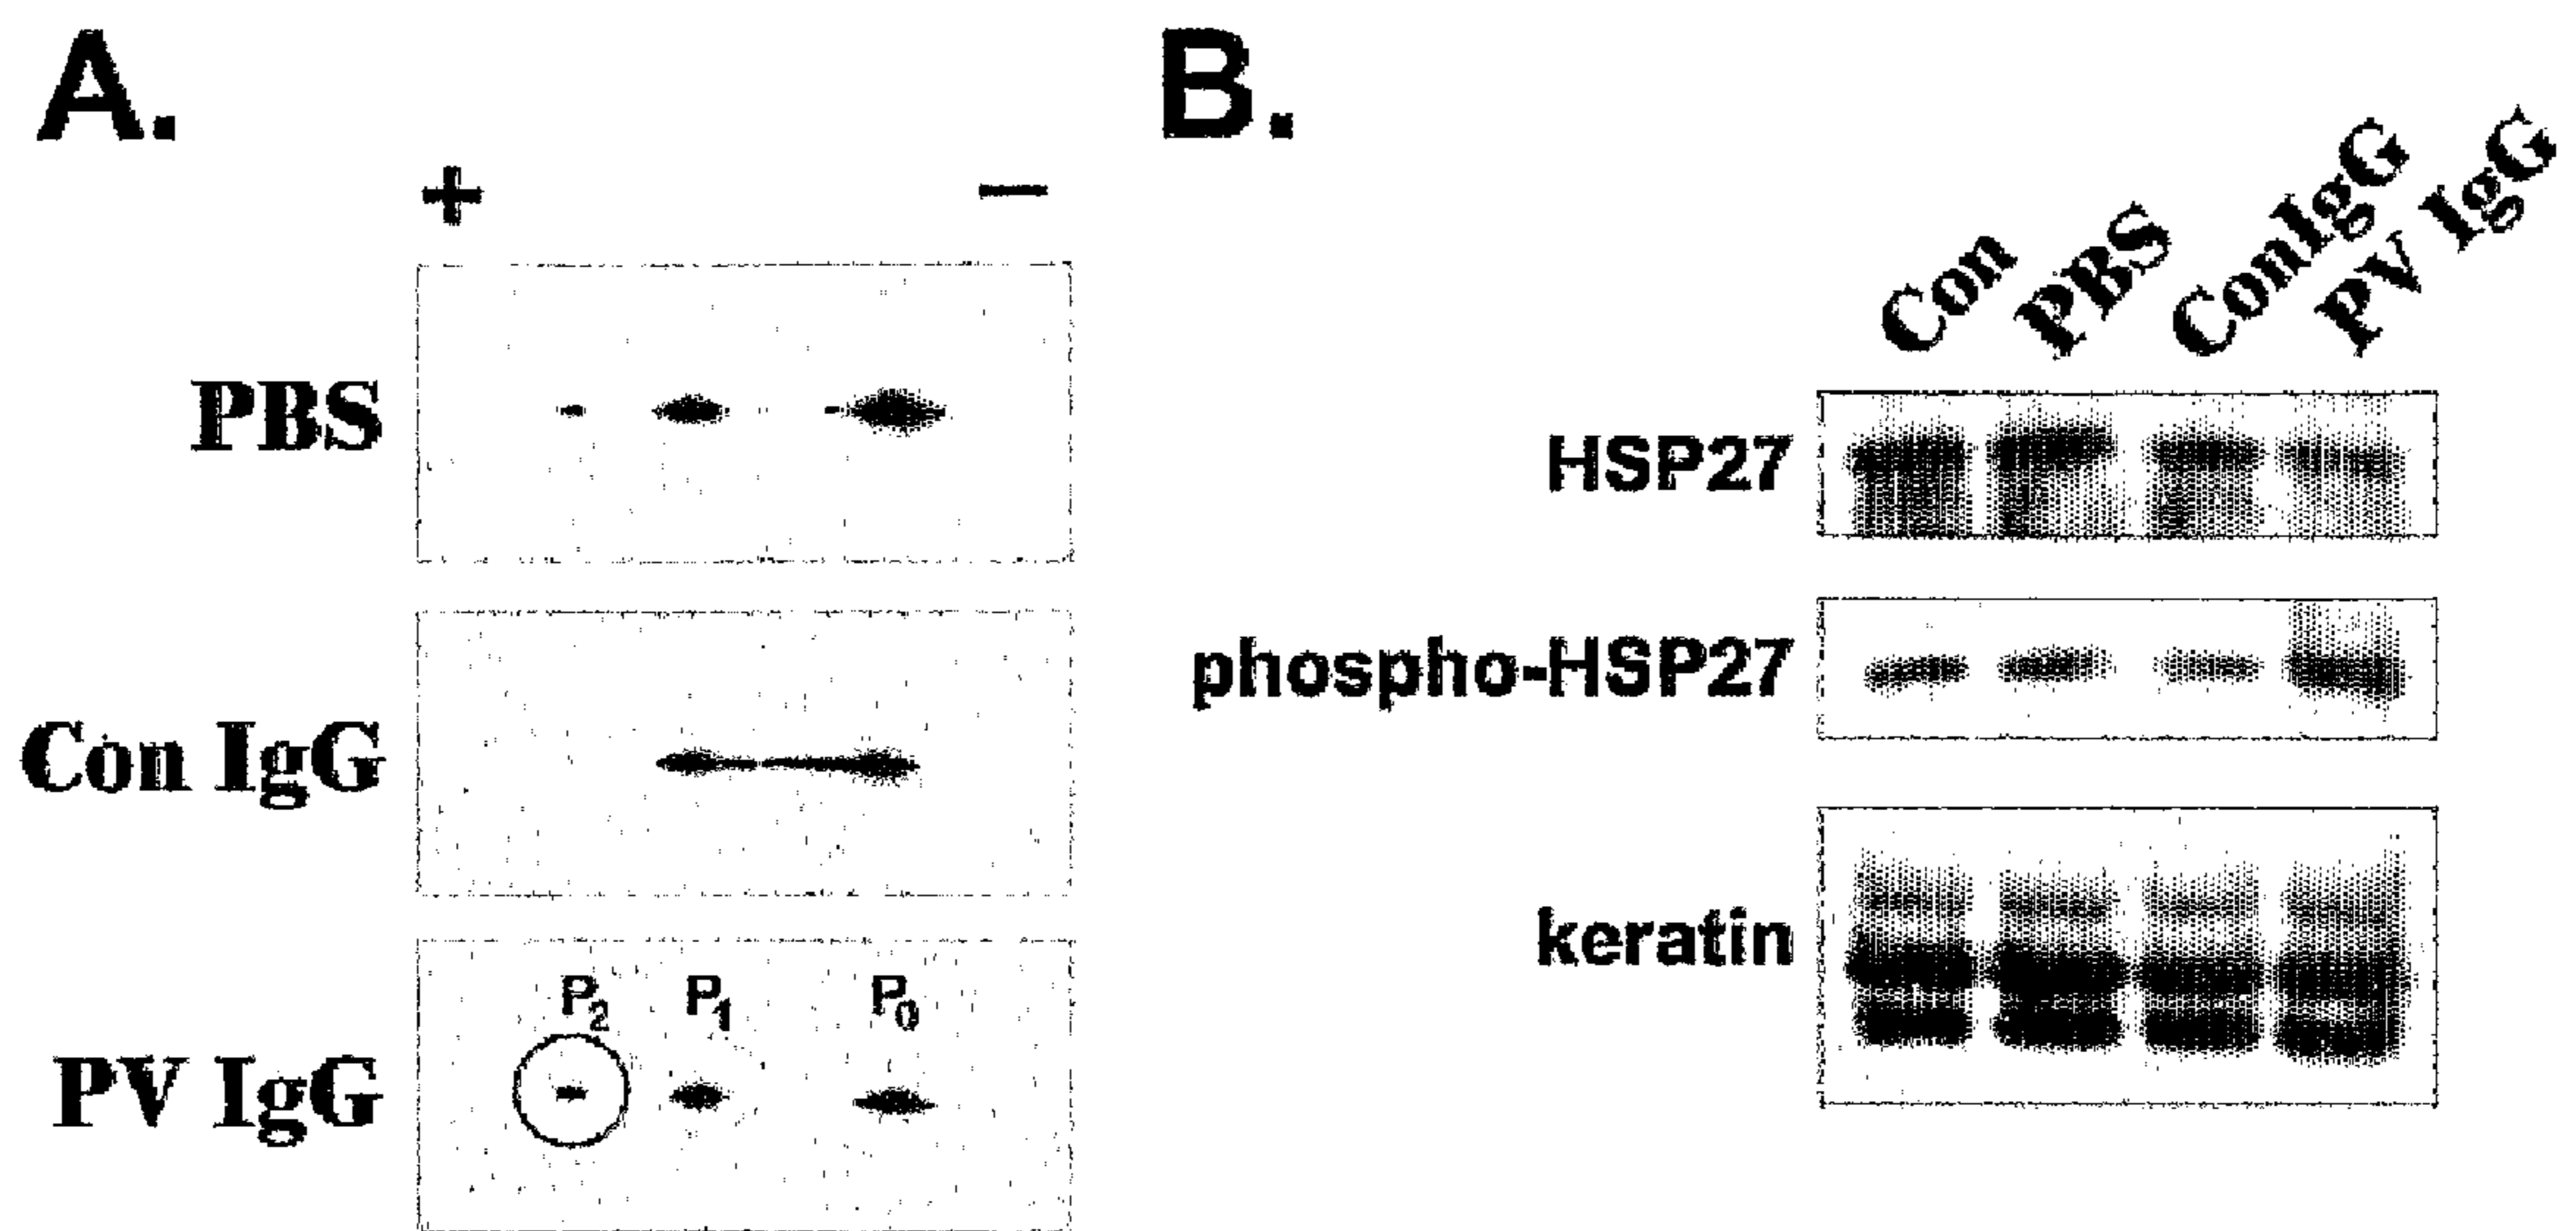 A.
+ −
PBS
Con IgG
P2 P1 P0
PV IgG
B.
Con PBS ConIgG PV IgG
HSP27
phospho-HSP27
keratin